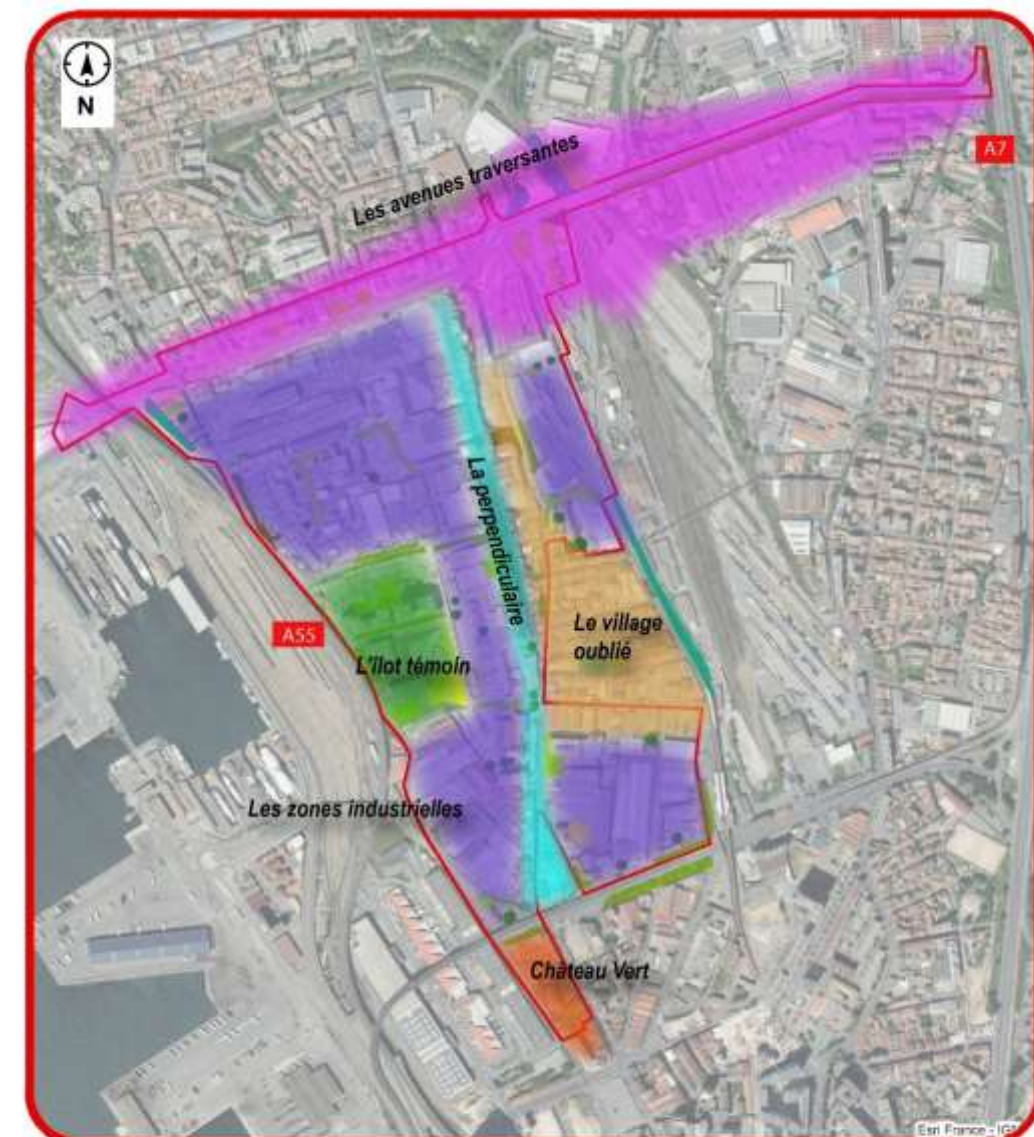 N
A7
Les avenues traversantes
La perpendiculaire
Le village
oublié
A55
L'îlot témoin
Les zones industrielles
Château Vert
Esri France - IGN